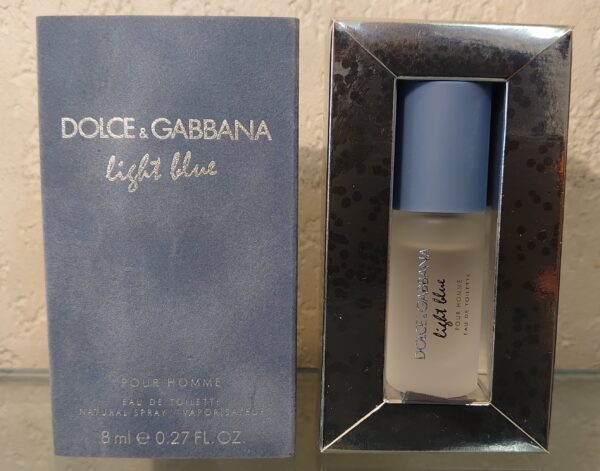 DOLCE & GABBANA
light blue
POUR HOMME
EAU DE TOILETTE
NATURAL SPRAY VAPORISATEUR
8 ml e 0.27 FL.OZ.
DOLCE & GABBANA
light blue
POUR HOMME
EAU DE TOILETTE